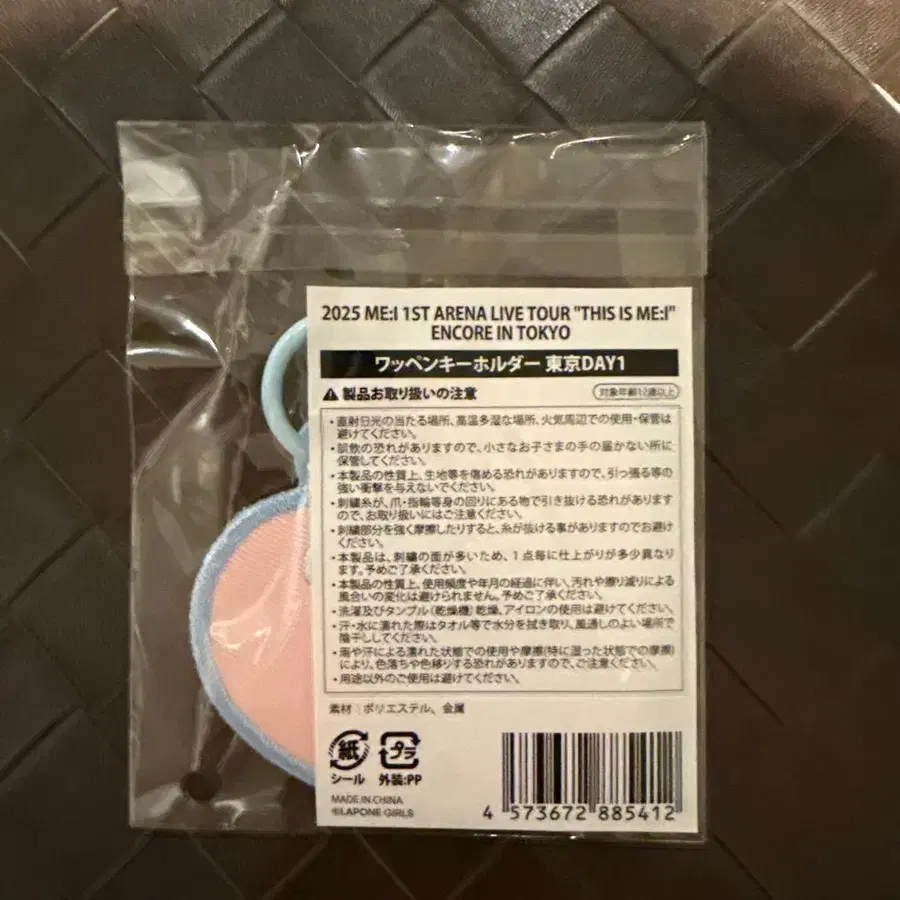 2025 ME:I 1ST ARENA LIVE TOUR "THIS IS ME:I"
ENCORE IN TOKYO
ワッペンキーホルダー 東京DAY1
製品お取り扱いの注意
対象年齢12歳以上
・直射日光の当たる場所、高温多湿な場所、火気周辺での使用・保管は
避けてください。
・誤飲の恐れがありますので、小さなお子さまの手の届かない所に
保管してください。
・本製品の性質上、生地等を傷める恐れがありますので、引っ張る等の
強い衝撃を与えないでください。
・刺繍糸が、爪・指輪等身の回りにある物で引き抜ける恐れがあります
ので、お取り扱いにはご注意ください。
・刺繍部分を強く摩擦したりすると、糸が抜ける事がありますのでお避け
ください。
・本製品は、刺繍の面が多いため、1点毎に仕上がりが多少異なり
ます。予めご了承ください。
・本製品の性質上、使用頻度や年月の経過に伴い、汚れや擦り減りによる
風合いの変化は避けられません。予めご了承ください。
・洗濯及びタンブル(乾燥機)乾燥、アイロンの使用は避けてください。
・汗・水に濡れた際はタオル等で水分を拭き取り、風通しのよい場所で
陰干ししてください。
・雨や汗による濡れた状態での使用や摩擦(特に湿った状態での摩擦)
により、色落ちや色移りする恐れがありますので、ご注意ください。
・用途以外のご使用は避けてください。
素材：ポリエステル、金属
紙
プラ
シール
外装:PP
MADE IN CHINA
©LAPONE GIRLS
4 573672 885412